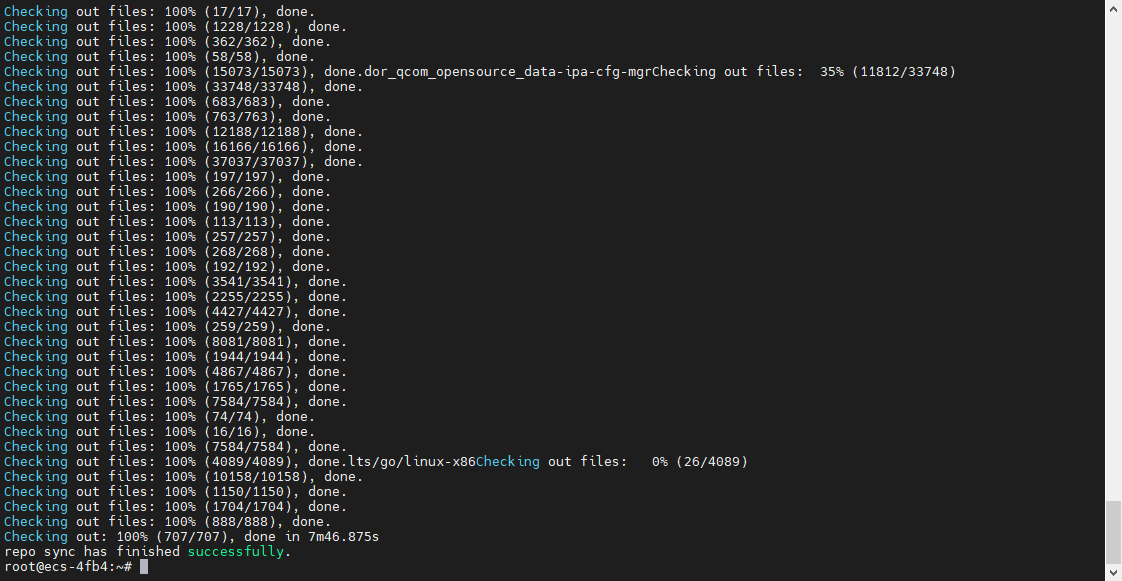 Checking out files: 100% (17/17), done.
Checking out files: 100% (1228/1228), done.
Checking out files: 100% (362/362), done.
Checking out files: 100% (58/58), done.
Checking out files: 100% (15073/15073), done.dor_qcom_opensource_data-ipa-cfg-mgrChecking out files:  35% (11812/33748)
Checking out files: 100% (33748/33748), done.
Checking out files: 100% (683/683), done.
Checking out files: 100% (763/763), done.
Checking out files: 100% (12188/12188), done.
Checking out files: 100% (16166/16166), done.
Checking out files: 100% (37037/37037), done.
Checking out files: 100% (197/197), done.
Checking out files: 100% (266/266), done.
Checking out files: 100% (190/190), done.
Checking out files: 100% (113/113), done.
Checking out files: 100% (257/257), done.
Checking out files: 100% (268/268), done.
Checking out files: 100% (192/192), done.
Checking out files: 100% (3541/3541), done.
Checking out files: 100% (2255/2255), done.
Checking out files: 100% (4427/4427), done.
Checking out files: 100% (259/259), done.
Checking out files: 100% (8081/8081), done.
Checking out files: 100% (1944/1944), done.
Checking out files: 100% (4867/4867), done.
Checking out files: 100% (1765/1765), done.
Checking out files: 100% (7584/7584), done.
Checking out files: 100% (74/74), done.
Checking out files: 100% (16/16), done.
Checking out files: 100% (7584/7584), done.
Checking out files: 100% (4089/4089), done.lts/go/linux-x86Checking out files:   0% (26/4089)
Checking out files: 100% (10158/10158), done.
Checking out files: 100% (1150/1150), done.
Checking out files: 100% (1704/1704), done.
Checking out files: 100% (888/888), done.
Checking out: 100% (707/707), done in 7m46.875s
repo sync has finished successfully.
root@ecs-4fb4:~#